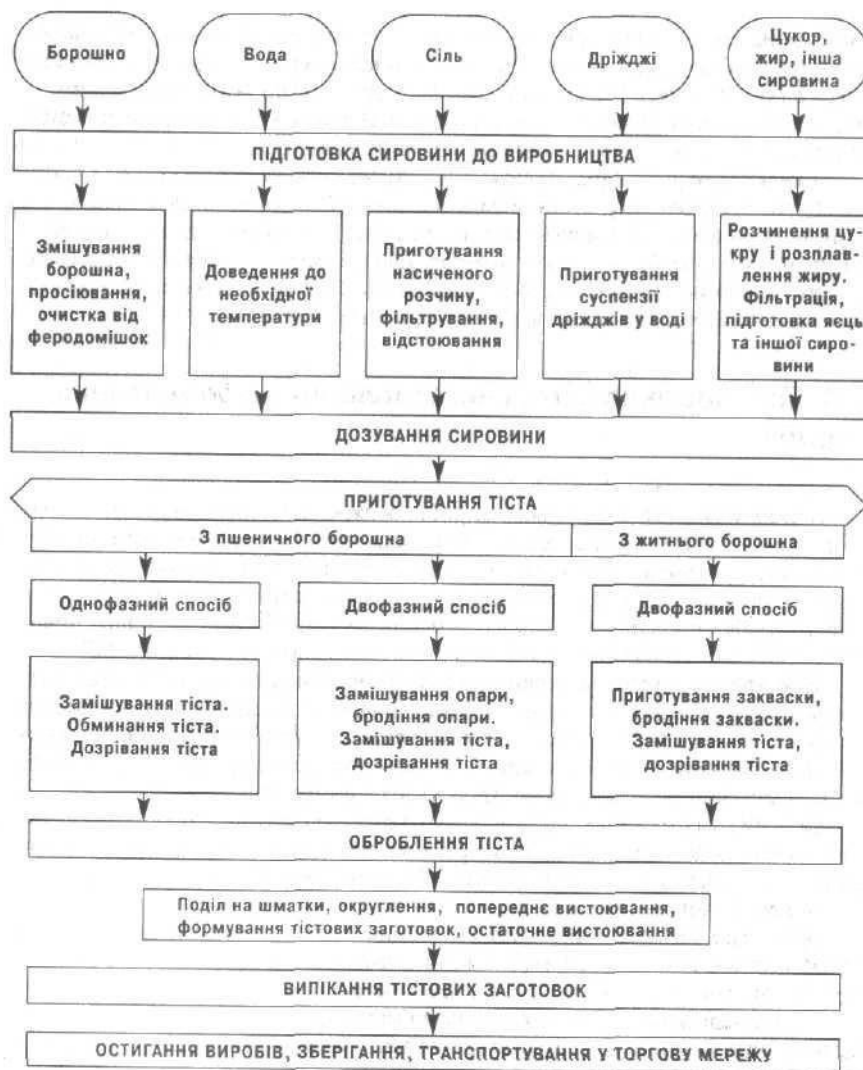 Борошно
Вода
Сіль
Дріжджі
Цукор,
жир, інша
сировина
ПІДГОТОВКА СИРОВИНИ ДО ВИРОБНИЦТВА
Змішування
борошна,
просіювання,
очистка від
феродомішок
Доведення до
необхідної
температури
Приготування
насиченого
розчину,
фільтрування,
відстоювання
Приготування
суспензії
дріжджів у воді
Розчинення цу-
кру і розплав-
лення жиру.
Фільтрація,
підготовка яєць
та іншої сиро-
вини
ДОЗУВАННЯ СИРОВИНИ
ПРИГОТУВАННЯ ТІСТА
З пшеничного борошна
З житнього борошна
Однофазний спосіб
Двофазний спосіб
Двофазний спосіб
Замішування тіста.
Обминання тіста.
Дозрівання тіста
Замішування опари,
бродіння опари.
Замішування тіста,
дозрівання тіста
Приготування закваски,
бродіння закваски.
Замішування тіста,
дозрівання тіста
ОБРОБЛЕННЯ ТІСТА
Поділ на шматки, округлення, попереднє вистоювання,
формування тістових заготовок, остаточне вистоювання
ВИПІКАННЯ ТІСТОВИХ ЗАГОТОВОК
ОСТИГАННЯ ВИРОБІВ, ЗБЕРІГАННЯ, ТРАНСПОРТУВАННЯ У ТОРГОВУ МЕРЕЖУ